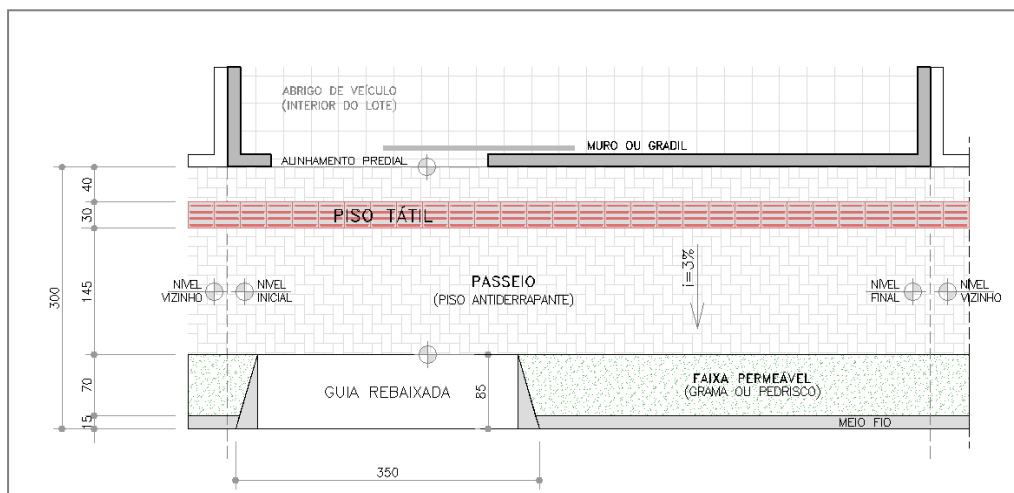 ABRIGO DE VEÍCULO
(INTERIOR DO LOTE)
MURO OU GRADIL
ALINHAMENTO PREDIAL
40
30
PISO TÁTIL
300
145
NÍVEL
VIZINHO
NÍVEL
INICIAL
PASSEIO
(PISO ANTIDERRAPANTE)
i=3%
NÍVEL
FINAL
NÍVEL
VIZINHO
70
GUIA REBAIXADA
85
FAIXA PERMEÁVEL
(GRAMA OU PEDRISCO)
15
MEIO FIO
350